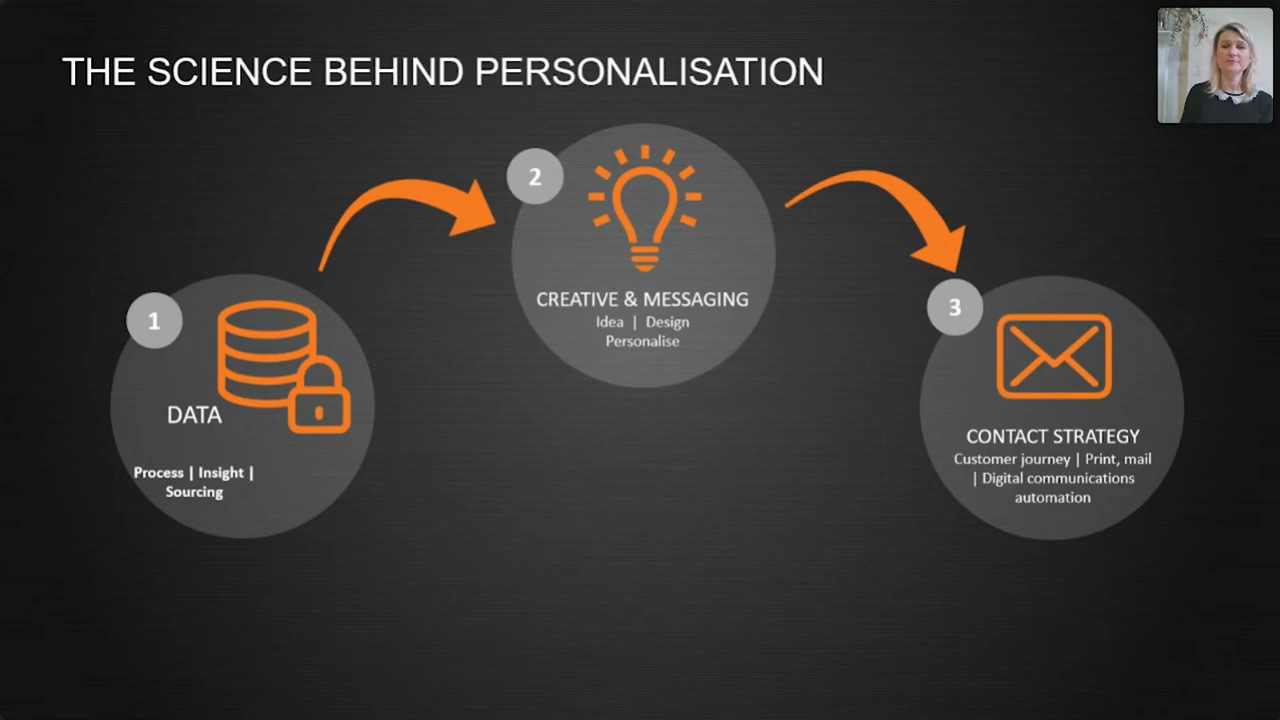 THE SCIENCE BEHIND PERSONALISATION
1
DATA
Process | Insight |
Sourcing
2
CREATIVE & MESSAGING
Idea | Design
Personalise
3
CONTACT STRATEGY
Customer journey | Print, mail
| Digital communications
automation